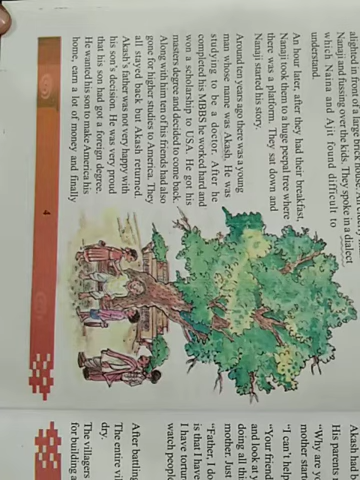 alighted in front of a large brick
Nanaji and fussing over the kids. They spoke in a dialect
which Naina and Ajit found difficult to
understand.
An hour later, after they had their breakfast,
Nanaji took them to a huge peepal tree where
there was a platform. They sat down and
Nanaji started his story.
Around ten years ago there was a young
man whose name was Akash. He was
studying to be a doctor. After he
completed his MBBS he worked hard and
won a scholarship to USA. He got his
masters degree and decided to come back.
Along with him ten of his friends had also
gone for higher studies to America. They
all stayed back but Akash returned.
Akash's father was not very happy with
his son's decision. He was very proud
that his son had got a foreign degree.
He wanted his son to make America his
home, earn a lot of money and finally
4
Akash had b
His parents
"Why are yo
mother starte
"I can't help
"Your friend
and look at y
doing all thi
mother. Just
"Father, I do
is that I have
I have tortur
watch people
After battling
The entire vil
dry.
The villagers
for building a